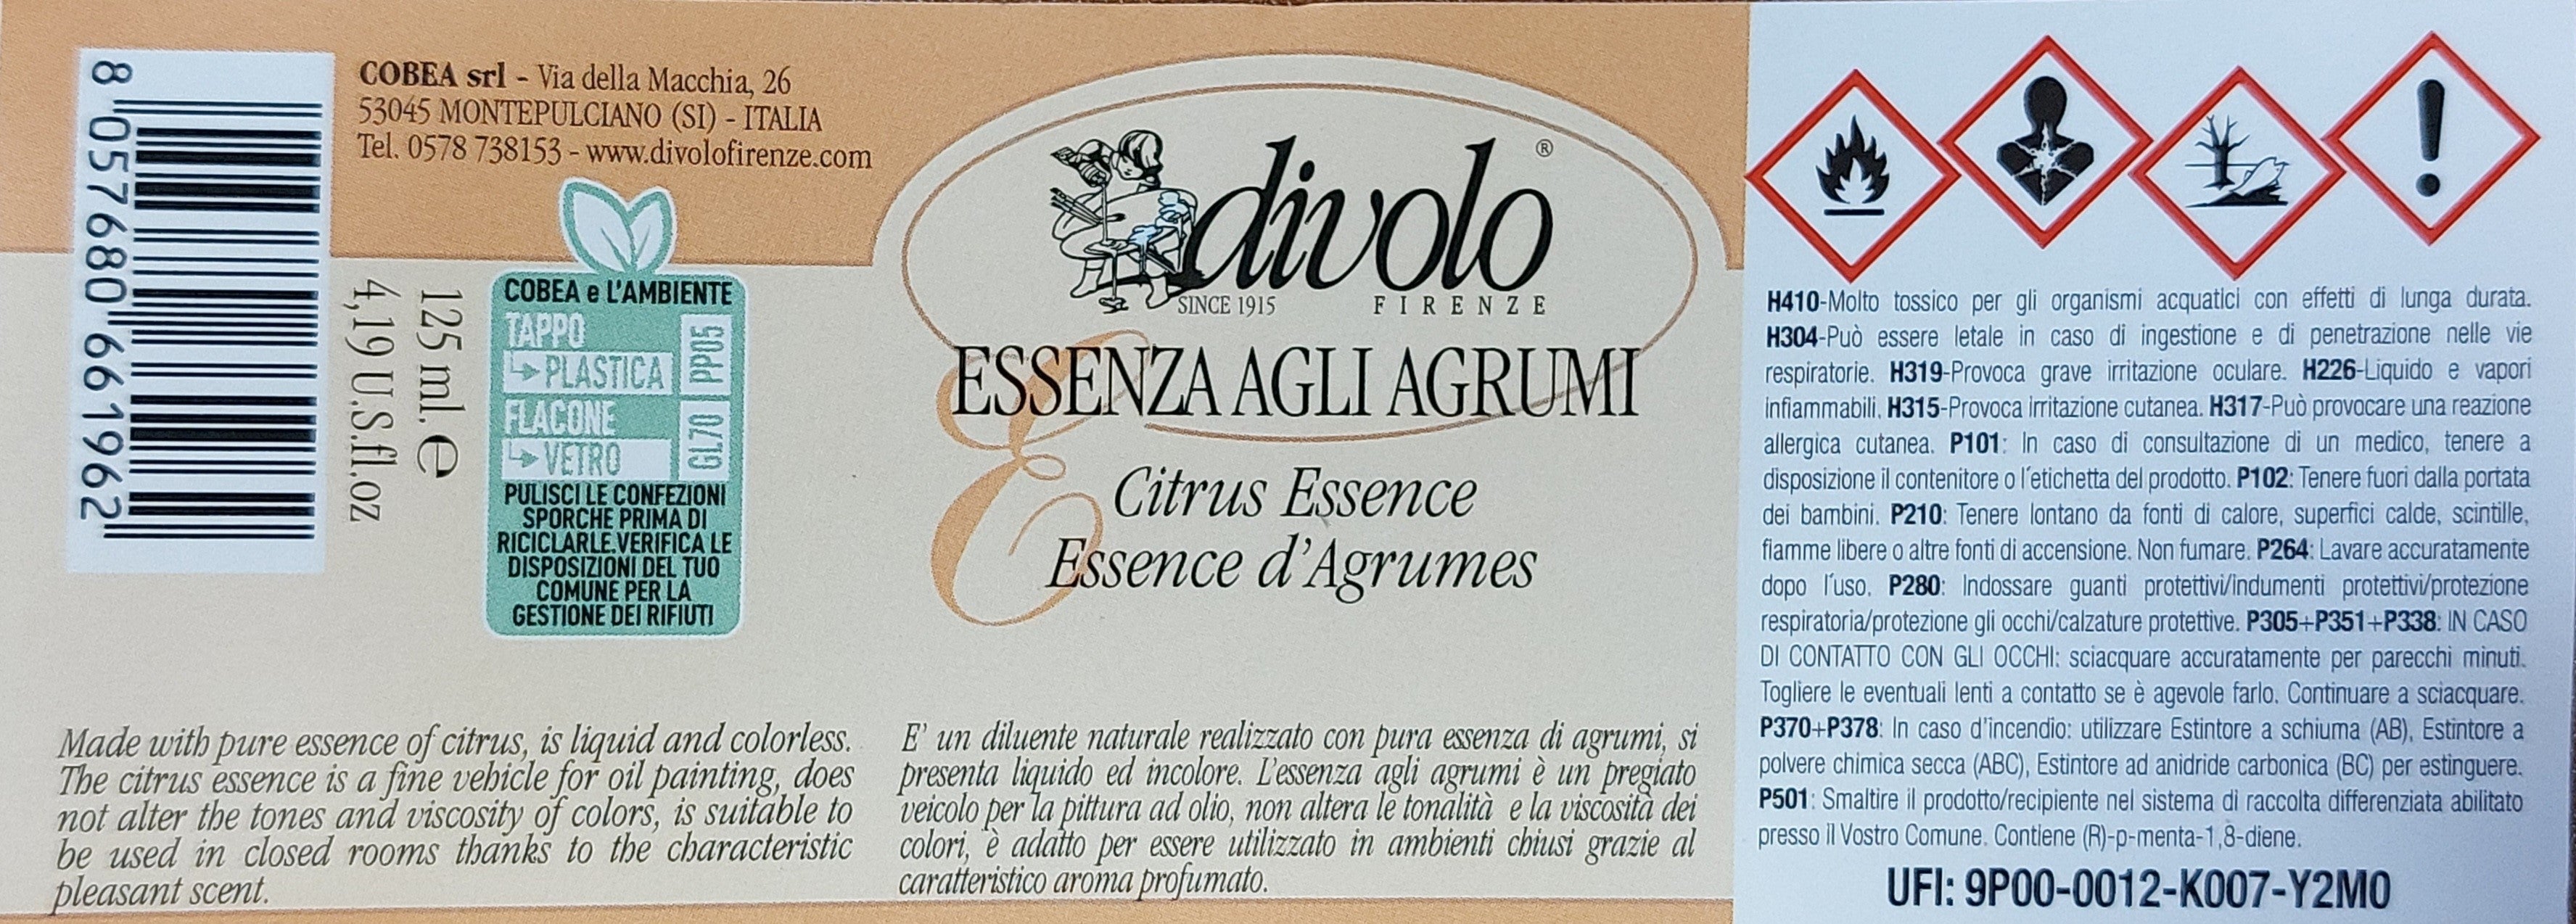 8 057680 661962
COBEA srl - Via della Macchia, 26
53045 MONTEPULCIANO (SI) - ITALIA
Tel. 0578 738153 - www.divolofirenze.com
125 ml. ℮
4,19 U.S.fl.oz
COBEA e L'AMBIENTE
TAPPO
PLASTICA
PP05
FLACONE
VETRO
GL70
PULISCI LE CONFEZIONI
SPORCHE PRIMA DI
RICICLARLE.VERIFICA LE
DISPOSIZIONI DEL TUO
COMUNE PER LA
GESTIONE DEI RIFIUTI
Made with pure essence of citrus, is liquid and colorless.
The citrus essence is a fine vehicle for oil painting, does
not alter the tones and viscosity of colors, is suitable to
be used in closed rooms thanks to the characteristic
pleasant scent.
divolo ®
SINCE 1915 FIRENZE
E
ESSENZA AGLI AGRUMI
Citrus Essence
Essence d'Agrumes
E' un diluente naturale realizzato con pura essenza di agrumi, si
presenta liquido ed incolore. L'essenza agli agrumi è un pregiato
veicolo per la pittura ad olio, non altera le tonalità e la viscosità dei
colori, è adatto per essere utilizzato in ambienti chiusi grazie al
caratteristico aroma profumato.
H410-Molto tossico per gli organismi acquatici con effetti di lunga durata.
H304-Può essere letale in caso di ingestione e di penetrazione nelle vie
respiratorie. H319-Provoca grave irritazione oculare. H226-Liquido e vapori
infiammabili. H315-Provoca irritazione cutanea. H317-Può provocare una reazione
allergica cutanea. P101: In caso di consultazione di un medico, tenere a
disposizione il contenitore o l'etichetta del prodotto. P102: Tenere fuori dalla portata
dei bambini. P210: Tenere lontano da fonti di calore, superfici calde, scintille,
fiamme libere o altre fonti di accensione. Non fumare. P264: Lavare accuratamente
dopo l'uso. P280: Indossare guanti protettivi/indumenti protettivi/protezione
respiratoria/protezione gli occhi/calzature protettive. P305+P351+P338: IN CASO
DI CONTATTO CON GLI OCCHI: sciacquare accuratamente per parecchi minuti.
Togliere le eventuali lenti a contatto se è agevole farlo. Continuare a sciacquare.
P370+P378: In caso d'incendio: utilizzare Estintore a schiuma (AB), Estintore a
polvere chimica secca (ABC), Estintore ad anidride carbonica (BC) per estinguere.
P501: Smaltire il prodotto/recipiente nel sistema di raccolta differenziata abilitato
presso il Vostro Comune. Contiene (R)-p-menta-1,8-diene.
UFI: 9P00-0012-K007-Y2M0